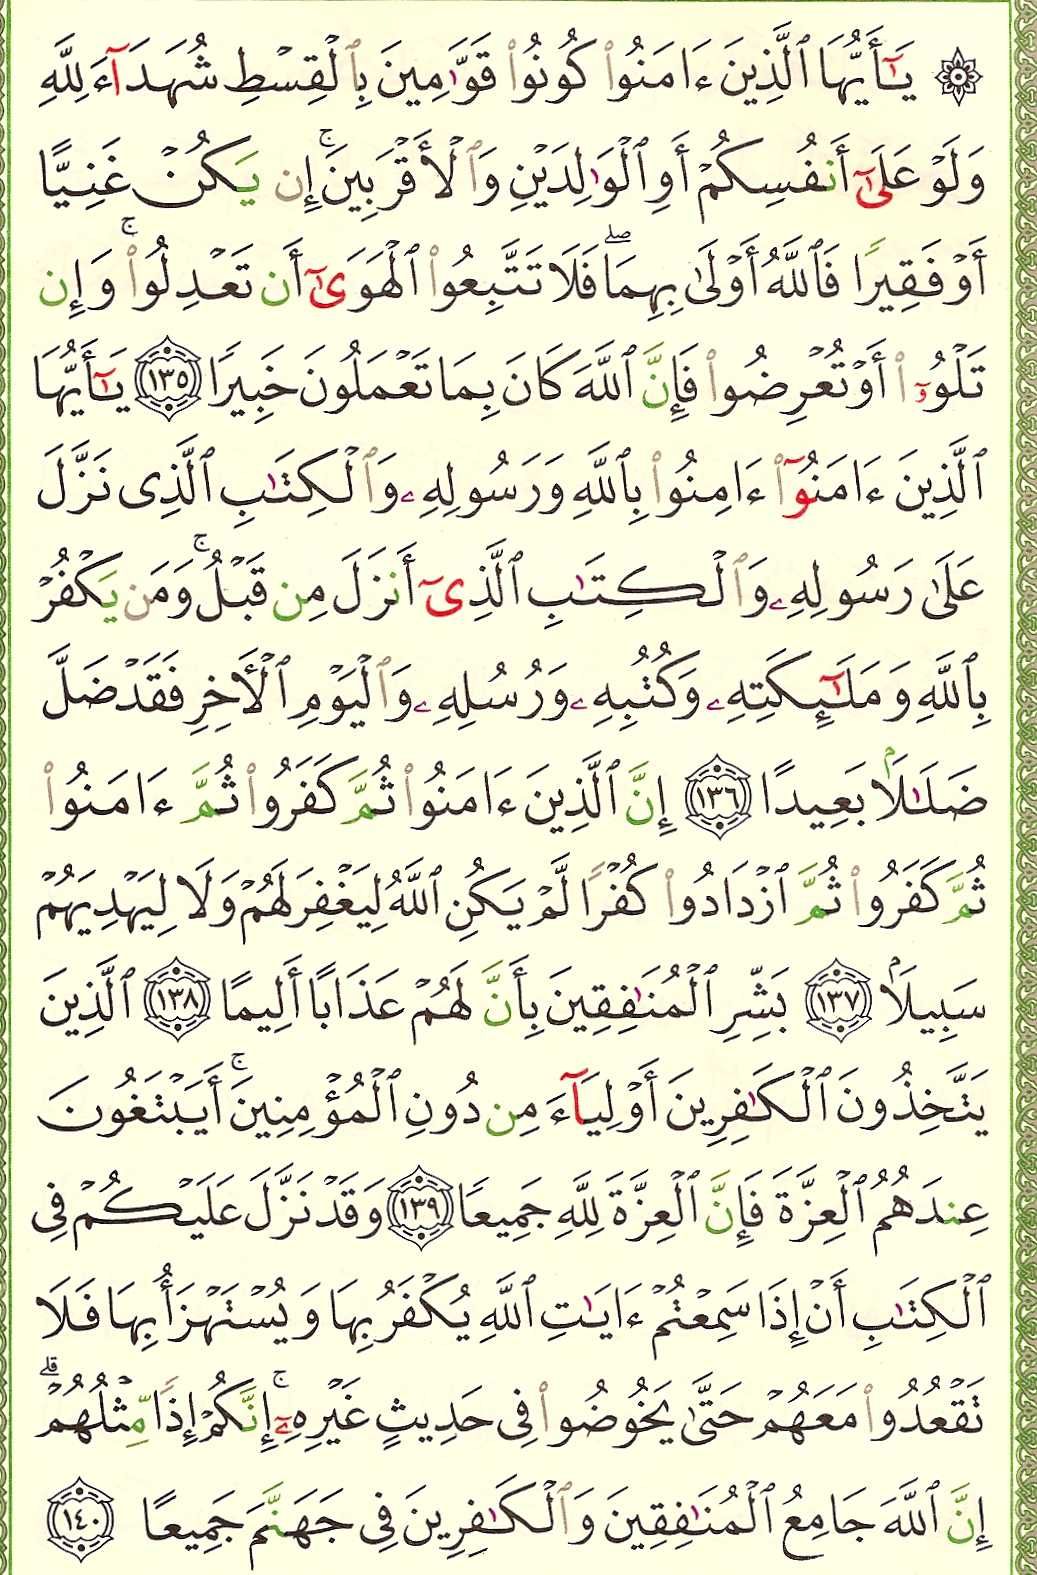 ۞ يَـٰٓأَيُّهَا ٱلَّذِينَ ءَامَنُوا۟ كُونُوا۟ قَوَّٰمِينَ بِٱلْقِسْطِ شُهَدَآءَ لِلَّهِ
وَلَوْ عَلَىٰٓ أَنفُسِكُمْ أَوِ ٱلْوَٰلِدَيْنِ وَٱلْأَقْرَبِينَ ۚ إِن يَكُنْ غَنِيًّا
أَوْ فَقِيرًا فَٱللَّهُ أَوْلَىٰ بِهِمَا ۖ فَلَا تَتَّبِعُوا۟ ٱلْهَوَىٰٓ أَن تَعْدِلُوا۟ ۚ وَإِن
تَلْوُۥٓا۟ أَوْ تُعْرِضُوا۟ فَإِنَّ ٱللَّهَ كَانَ بِمَا تَعْمَلُونَ خَبِيرًا ١٣٥ يَـٰٓأَيُّهَا
ٱلَّذِينَ ءَامَنُوٓا۟ ءَامِنُوا۟ بِٱللَّهِ وَرَسُولِهِۦ وَٱلْكِتَـٰبِ ٱلَّذِى نَزَّلَ
عَلَىٰ رَسُولِهِۦ وَٱلْكِتَـٰبِ ٱلَّذِىٓ أَنزَلَ مِن قَبْلُ ۚ وَمَن يَكْفُرْ
بِٱللَّهِ وَمَلَـٰٓئِكَتِهِۦ وَكُتُبِهِۦ وَرُسُلِهِۦ وَٱلْيَوْمِ ٱلْـَٔاخِرِ فَقَدْ ضَلَّ
ضَلَـٰلًۢا بَعِيدًا ١٣٦ إِنَّ ٱلَّذِينَ ءَامَنُوا۟ ثُمَّ كَفَرُوا۟ ثُمَّ ءَامَنُوا۟
ثُمَّ كَفَرُوا۟ ثُمَّ ٱزْدَادُوا۟ كُفْرًا لَّمْ يَكُنِ ٱللَّهُ لِيَغْفِرَ لَهُمْ وَلَا لِيَهْدِيَهُمْ
سَبِيلًۢا ١٣٧ بَشِّرِ ٱلْمُنَـٰفِقِينَ بِأَنَّ لَهُمْ عَذَابًا أَلِيمًا ١٣٨ ٱلَّذِينَ
يَتَّخِذُونَ ٱلْكَـٰفِرِينَ أَوْلِيَآءَ مِن دُونِ ٱلْمُؤْمِنِينَ ۚ أَيَبْتَغُونَ
عِندَهُمُ ٱلْعِزَّةَ فَإِنَّ ٱلْعِزَّةَ لِلَّهِ جَمِيعًا ١٣٩ وَقَدْ نَزَّلَ عَلَيْكُمْ فِى
ٱلْكِتَـٰبِ أَنْ إِذَا سَمِعْتُمْ ءَايَـٰتِ ٱللَّهِ يُكْفَرُ بِهَا وَيُسْتَهْزَأُ بِهَا فَلَا
تَقْعُدُوا۟ مَعَهُمْ حَتَّىٰ يَخُوضُوا۟ فِى حَدِيثٍ غَيْرِهِۦٓ ۚ إِنَّكُمْ إِذًا مِّثْلُهُمْ ۗ
إِنَّ ٱللَّهَ جَامِعُ ٱلْمُنَـٰفِقِينَ وَٱلْكَـٰفِرِينَ فِى جَهَنَّمَ جَمِيعًا ١٤٠